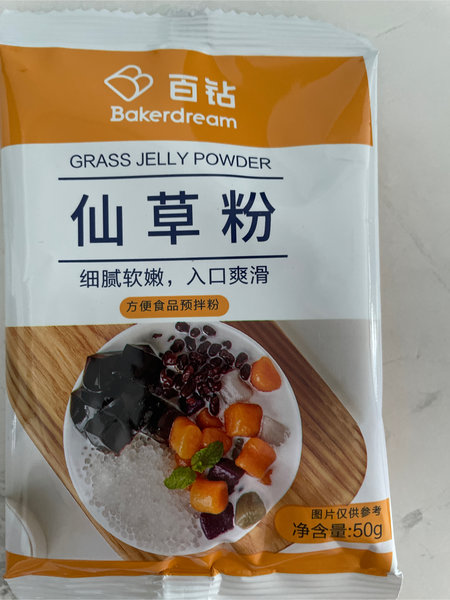 百钻
Bakerdream
GRASS JELLY POWDER
仙草粉
细腻软嫩，入口爽滑
方便食品预拌粉
图片仅供参考
净含量:50g